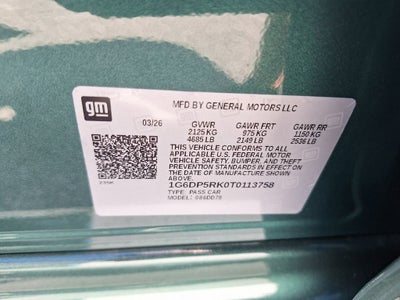 gm
MFD BY GENERAL MOTORS LLC
03/26 GVWR GAWR FRT GAWR RR
2125 KG 975 KG 1150 KG
4685 LB 2149 LB 2536 LB
THIS VEHICLE CONFORMS TO ALL
APPLICABLE U.S. FEDERAL MOTOR
VEHICLE SAFETY, BUMPER, AND THEFT
PREVENTION STANDARDS IN EFFECT ON
THE DATE OF MANUFACTURE SHOWN ABOVE.
1G6DP5RK0T0113758
TYPE: PASS CAR
MODEL: 6DD79